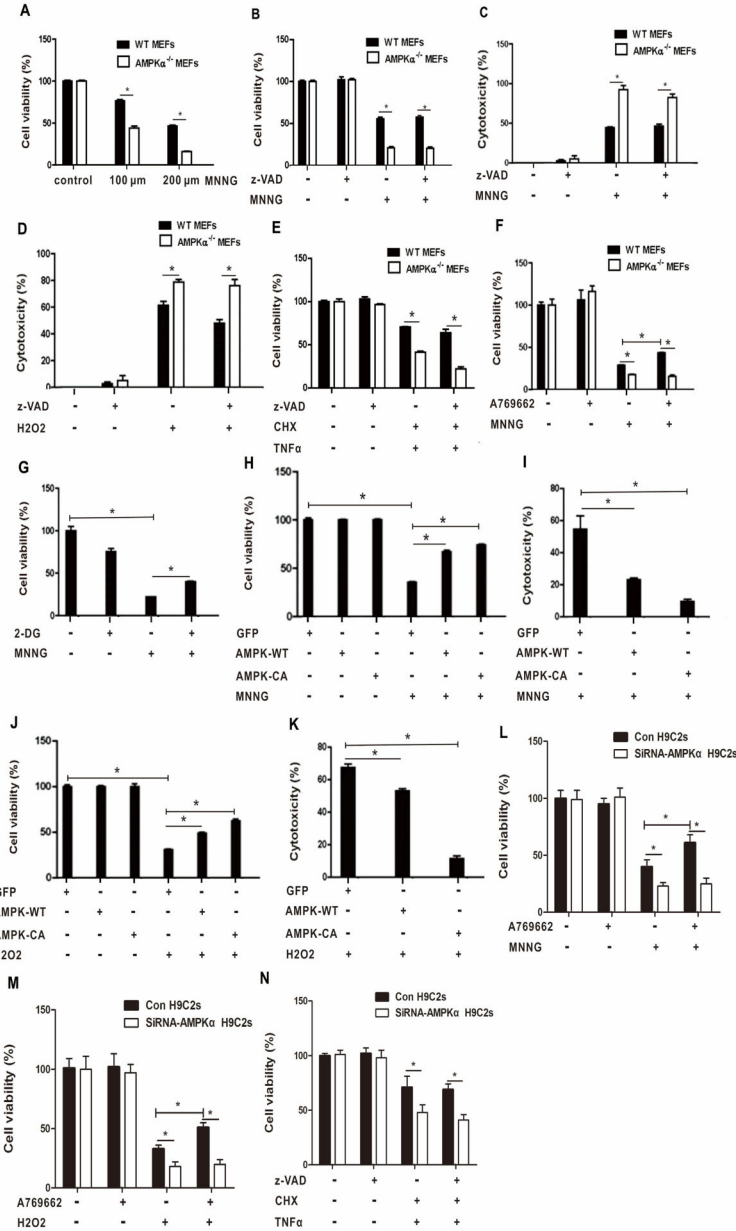 A
WT MEFs
AMPKα-/- MEFs
Cell viability (%)
150
100
50
0
control 100 μm 200 μm MNNG
* *
B
WT MEFs
AMPKα-/- MEFs
Cell viability (%)
150
100
50
0
* *
z-VAD - + - +
MNNG - - + +
C
WT MEFs
AMPKα-/- MEFs
Cytotoxicity (%)
150
100
50
0
* *
z-VAD - + - +
MNNG - - + +
D
WT MEFs
AMPKα-/- MEFs
Cytotoxicity (%)
100
80
60
40
20
0
* *
z-VAD - + - +
H2O2 - - + +
E
WT MEFs
AMPKα-/- MEFs
Cell viability (%)
150
100
50
0
* *
z-VAD - + - +
CHX - - + +
TNFα - - + +
F
WT MEFs
AMPKα-/- MEFs
Cell viability (%)
150
100
50
0
* * *
A769662 - + - +
MNNG - - + +
G
Cell viability (%)
150
100
50
0
* *
2-DG - + - +
MNNG - - + +
H
Cell viability (%)
150
100
50
0
* * *
GFP + - - + - -
AMPK-WT - + - - + -
AMPK-CA - - + - - +
MNNG - - - + + +
I
Cytotoxicity (%)
80
60
40
20
0
* *
GFP + - -
AMPK-WT - + -
AMPK-CA - - +
MNNG + + +
J
Cell viability (%)
150
100
50
0
* * *
GFP + - - + - -
AMPK-WT - + - - + -
AMPK-CA - - + - - +
2O2 - - - + + +
K
Cytotoxicity (%)
80
60
40
20
0
* *
GFP + - -
AMPK-WT - + -
AMPK-CA - - +
H2O2 + + +
L
Con H9C2s
SiRNA-AMPKα H9C2s
Cell viability (%)
150
100
50
0
* * *
A769662 - + - +
MNNG - - + +
M
Con H9C2s
SiRNA-AMPKα H9C2s
Cell viability (%)
150
100
50
0
* * *
A769662 - + - +
H2O2 - - + +
N
Con H9C2s
SiRNA-AMPKα H9C2s
Cell viability (%)
150
100
50
0
* *
z-VAD - + - +
CHX - - + +
TNFα - - + +